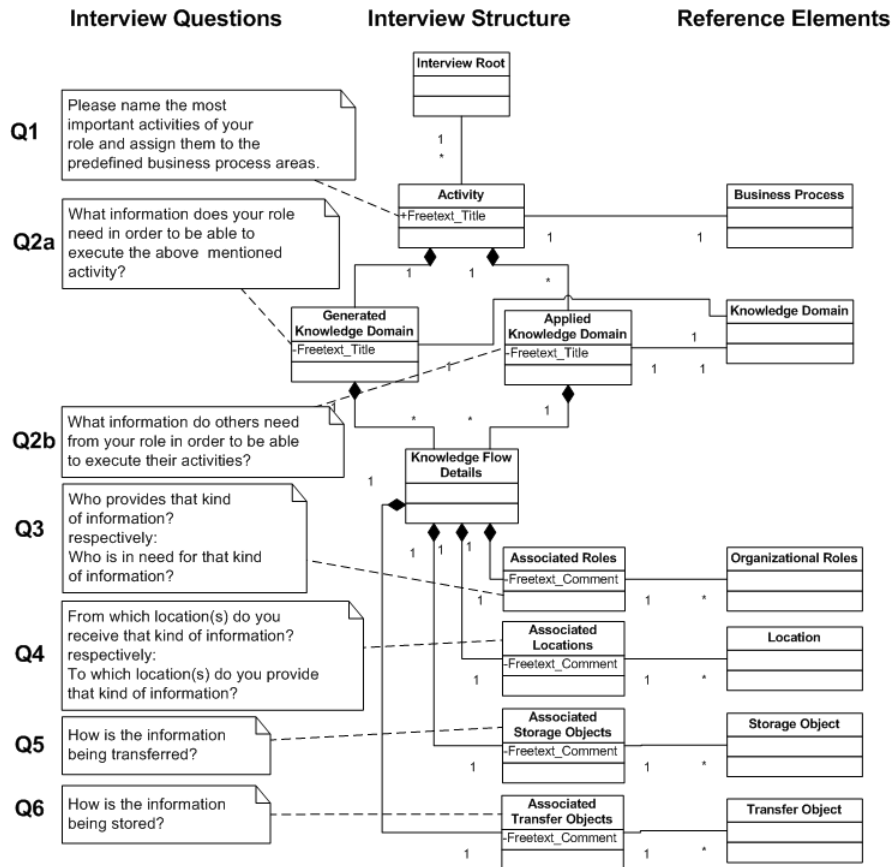 Interview Questions
Interview Structure
Reference Elements
Interview Root
Q1
Please name the most
important activities of your
role and assign them to the
predefined business process areas.
1
*
Activity
+Freetext_Title
Business Process
1
1
Q2a
What information does your role
need in order to be able to
execute the above mentioned
activity?
1
1
*
Generated
Knowledge Domain
-Freetext_Title
Applied
Knowledge Domain
-Freetext_Title
Knowledge Domain
1
1
1
1
Q2b
What information do others need
from your role in order to be able
to execute their activities?
1
*
*
1
Knowledge Flow
Details
1
Q3
Who provides that kind
of information?
respectively:
Who is in need for that kind
of information?
1
1
1
Associated Roles
-Freetext_Comment
Organizational Roles
1
1
*
Q4
From which location(s) do you
receive that kind of information?
respectively:
To which location(s) do you provide
that kind of information?
Associated
Locations
-Freetext_Comment
Location
1
1
*
Q5
How is the information
being transferred?
Associated
Storage Objects
-Freetext_Comment
Storage Object
1
1
*
Q6
How is the information
being stored?
Associated
Transfer Objects
-Freetext_Comment
Transfer Object
1
1
*